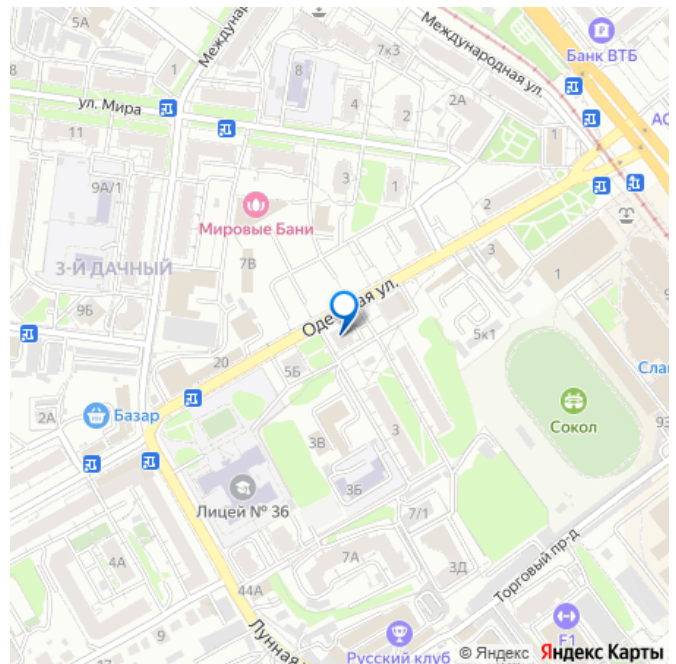 5А
Международная ул.
Банк ВТБ
7к3
1
8
8
4
2
2А
ул. Мира
АС
11
1
9А/1
3
1
2
Мировые Бани
3
3-Й ДАЧНЫЙ
7В
1
9Б
5к1
20
5Б
Сла
2А
Базар
Сокол
3В
3
93
3Б
Лицей № 36
7/1
4А
7А
3Д
44А
Торговый пр-д
9
Лунная
Русский клуб
F1
© Яндекс Яндекс Карты